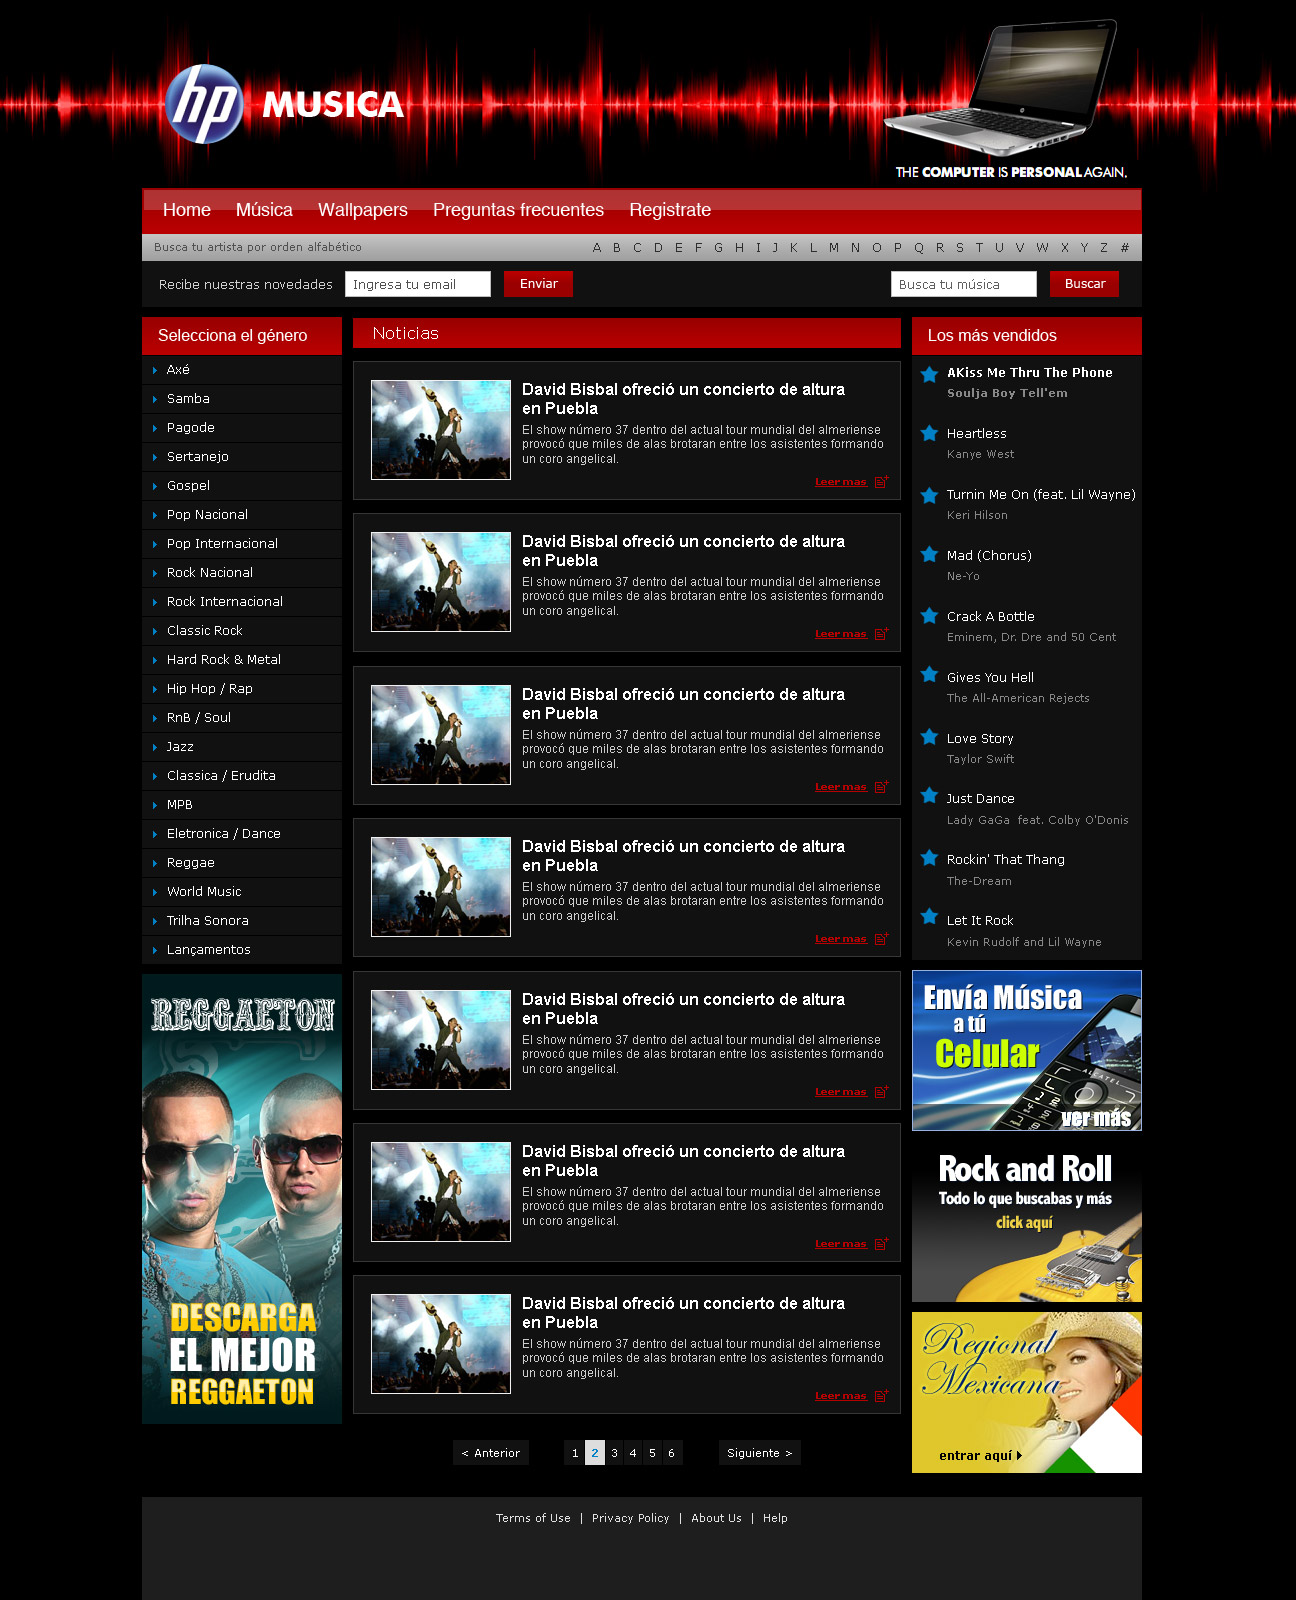 hp MUSICA
THE COMPUTER IS PERSONAL AGAIN.
Home Música Wallpapers Preguntas frecuentes Registrate
Busca tu artista por orden alfabético A B C D E F G H I J K L M N O P Q R S T U V W X Y Z #
Recibe nuestras novedades Ingresa tu email Enviar Busca tu música Buscar
Selecciona el género
Axé
Samba
Pagode
Sertanejo
Gospel
Pop Nacional
Pop Internacional
Rock Nacional
Rock Internacional
Classic Rock
Hard Rock & Metal
Hip Hop / Rap
RnB / Soul
Jazz
Classica / Erudita
MPB
Eletronica / Dance
Reggae
World Music
Trilha Sonora
Lançamentos
REGGAETON
DESCARGA
EL MEJOR
REGGAETON
Noticias
David Bisbal ofreció un concierto de altura
en Puebla
El show número 37 dentro del actual tour mundial del almeriense
provocó que miles de alas brotaran entre los asistentes formando
un coro angelical.
Leer mas
David Bisbal ofreció un concierto de altura
en Puebla
El show número 37 dentro del actual tour mundial del almeriense
provocó que miles de alas brotaran entre los asistentes formando
un coro angelical.
Leer mas
David Bisbal ofreció un concierto de altura
en Puebla
El show número 37 dentro del actual tour mundial del almeriense
provocó que miles de alas brotaran entre los asistentes formando
un coro angelical.
Leer mas
David Bisbal ofreció un concierto de altura
en Puebla
El show número 37 dentro del actual tour mundial del almeriense
provocó que miles de alas brotaran entre los asistentes formando
un coro angelical.
Leer mas
David Bisbal ofreció un concierto de altura
en Puebla
El show número 37 dentro del actual tour mundial del almeriense
provocó que miles de alas brotaran entre los asistentes formando
un coro angelical.
Leer mas
David Bisbal ofreció un concierto de altura
en Puebla
El show número 37 dentro del actual tour mundial del almeriense
provocó que miles de alas brotaran entre los asistentes formando
un coro angelical.
Leer mas
David Bisbal ofreció un concierto de altura
en Puebla
El show número 37 dentro del actual tour mundial del almeriense
provocó que miles de alas brotaran entre los asistentes formando
un coro angelical.
Leer mas
< Anterior 1 2 3 4 5 6 Siguiente >
Los más vendidos
AKiss Me Thru The Phone
Soulja Boy Tell'em
Heartless
Kanye West
Turnin Me On (feat. Lil Wayne)
Keri Hilson
Mad (Chorus)
Ne-Yo
Crack A Bottle
Eminem, Dr. Dre and 50 Cent
Gives You Hell
The All-American Rejects
Love Story
Taylor Swift
Just Dance
Lady GaGa feat. Colby O'Donis
Rockin' That Thang
The-Dream
Let It Rock
Kevin Rudolf and Lil Wayne
Envía Música
a tú
Celular
ALCATEL
ver más
Rock and Roll
Todo lo que buscabas y más
click aquí
Regional
Mexicana
entrar aquí
Terms of Use | Privacy Policy | About Us | Help